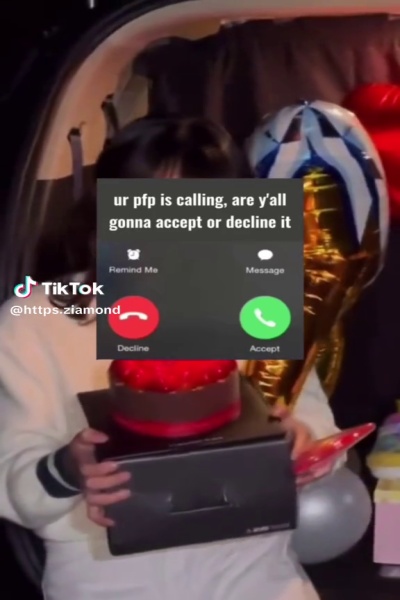 ur pfp is calling, are y'all
gonna accept or decline it
Remind Me
Message
TikTok
@https.ziamond
Decline
Accept